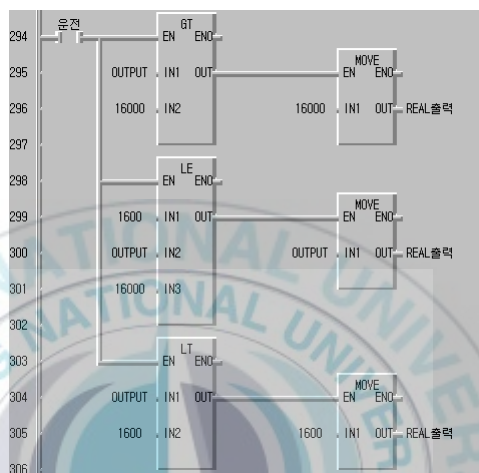 294 운전 GT
EN ENO
295 OUTPUT IN1 OUT MOVE
EN ENO
296 16000 IN2 16000 IN1 OUT REAL출력
297
298 LE
EN ENO
299 1600 IN1 OUT MOVE
EN ENO
300 OUTPUT IN2 OUTPUT IN1 OUT REAL출력
301 16000 IN3
302
303 LT
EN ENO
304 OUTPUT IN1 OUT MOVE
EN ENO
305 1600 IN2 1600 IN1 OUT REAL출력
306
NATIONAL UNIVER
NATIONAL UNIVER